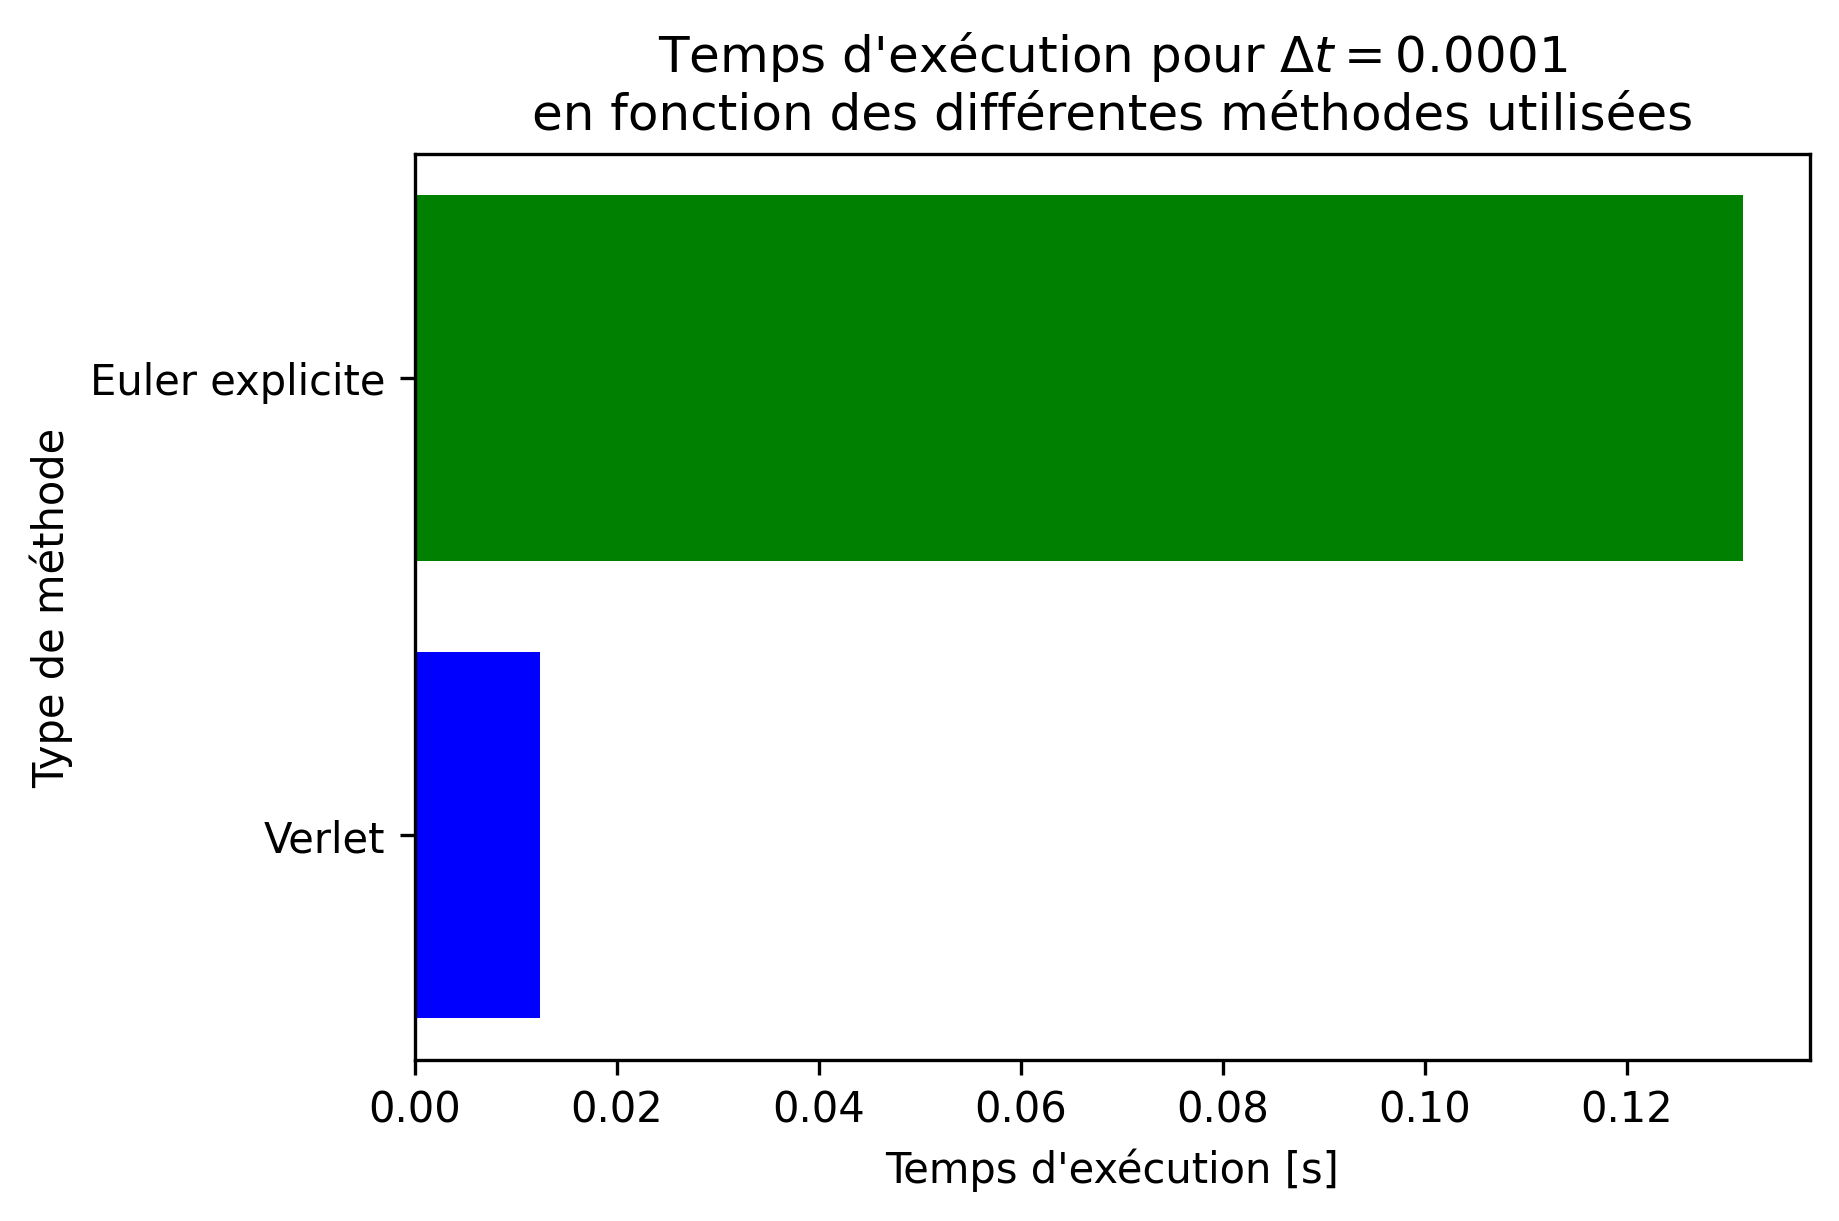 Temps d'exécution pour Δt = 0.0001
en fonction des différentes méthodes utilisées
Type de méthode
Euler explicite
Verlet
0.00 0.02 0.04 0.06 0.08 0.10 0.12
Temps d'exécution [s]